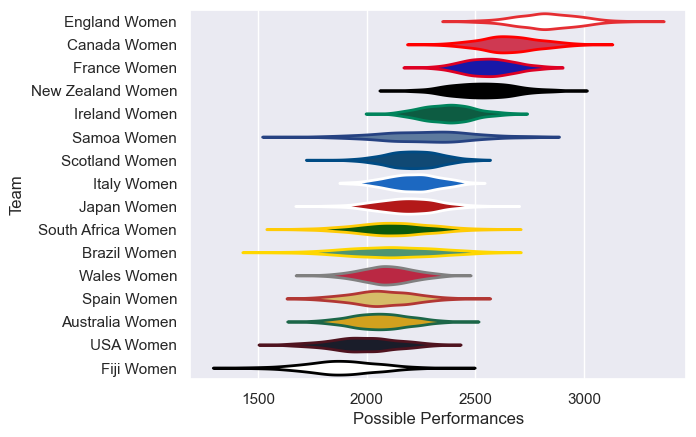 England Women
Canada Women
France Women
New Zealand Women
Ireland Women
Samoa Women
Scotland Women
Italy Women
Japan Women
South Africa Women
Brazil Women
Wales Women
Spain Women
Australia Women
USA Women
Fiji Women
Team
1500 2000 2500 3000
Possible Performances